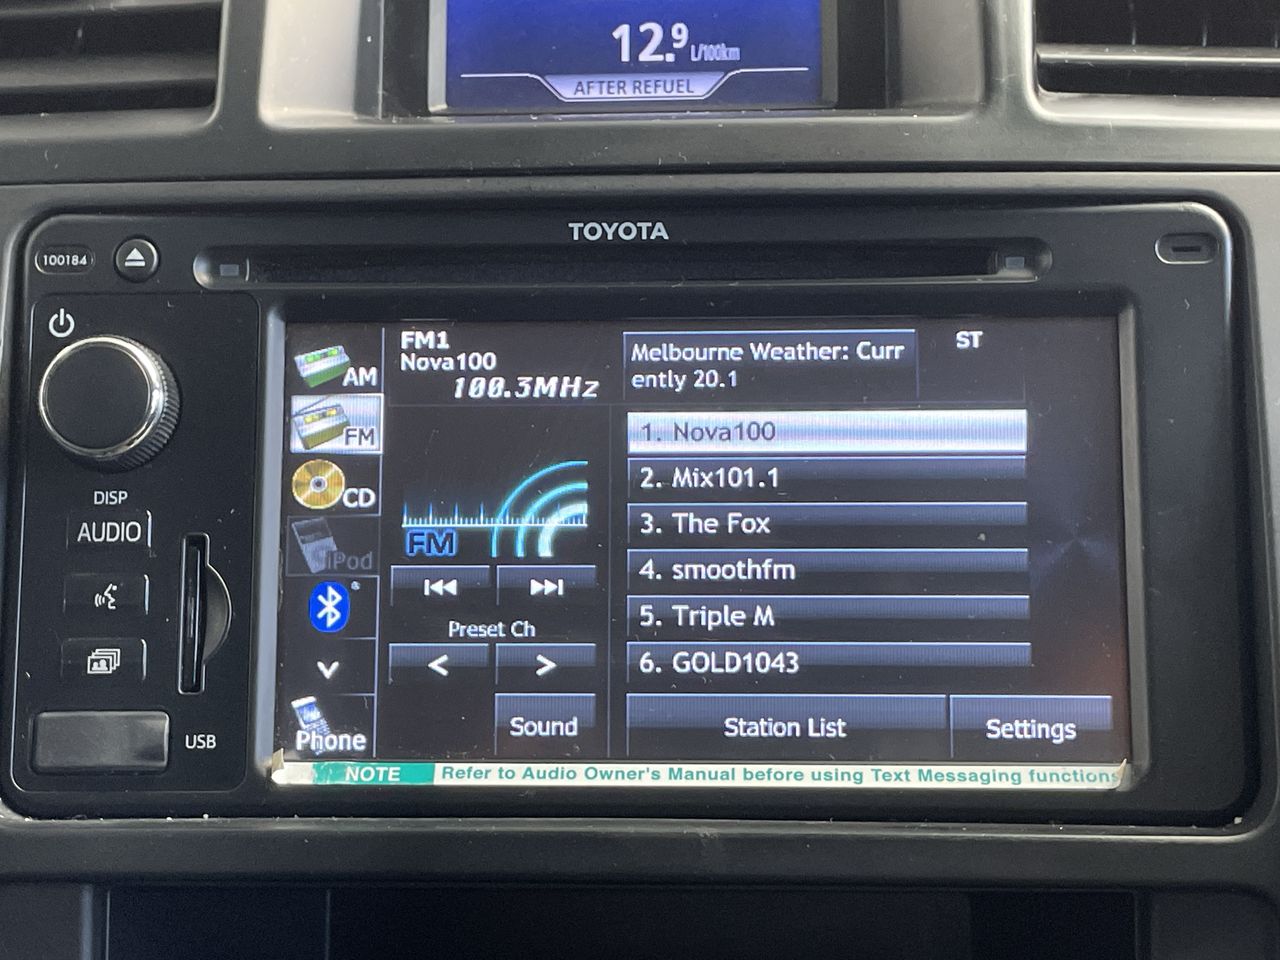 12.9 L/100km
AFTER REFUEL
TOYOTA
100184
FM1
Nova100
100.3MHz
Melbourne Weather: Curr
ently 20.1
ST
AM
FM
CD
iPod
Phone
FM
Preset Ch
<
>
Sound
1. Nova100
2. Mix101.1
3. The Fox
4. smoothfm
5. Triple M
6. GOLD1043
Station List
Settings
DISP
AUDIO
USB
NOTE Refer to Audio Owner's Manual before using Text Messaging functions